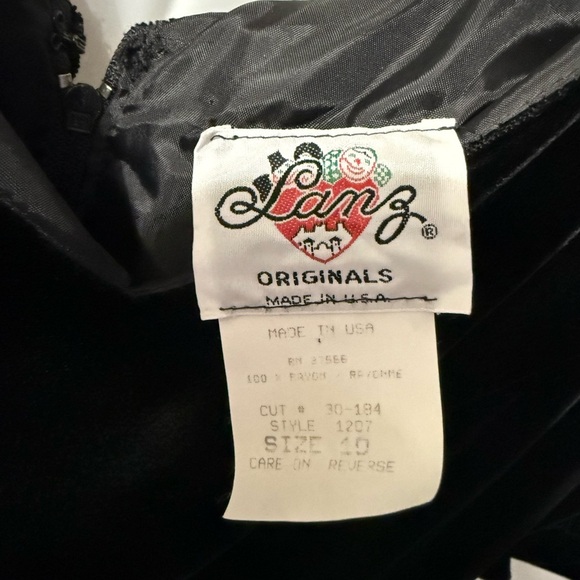 Lanz ®
ORIGINALS
MADE IN U.S.A.
MADE IN USA
RN 37566
100 % RAYON - RAYONNE
CUT # 30-184
STYLE 1207
SIZE 10
CARE ON REVERSE